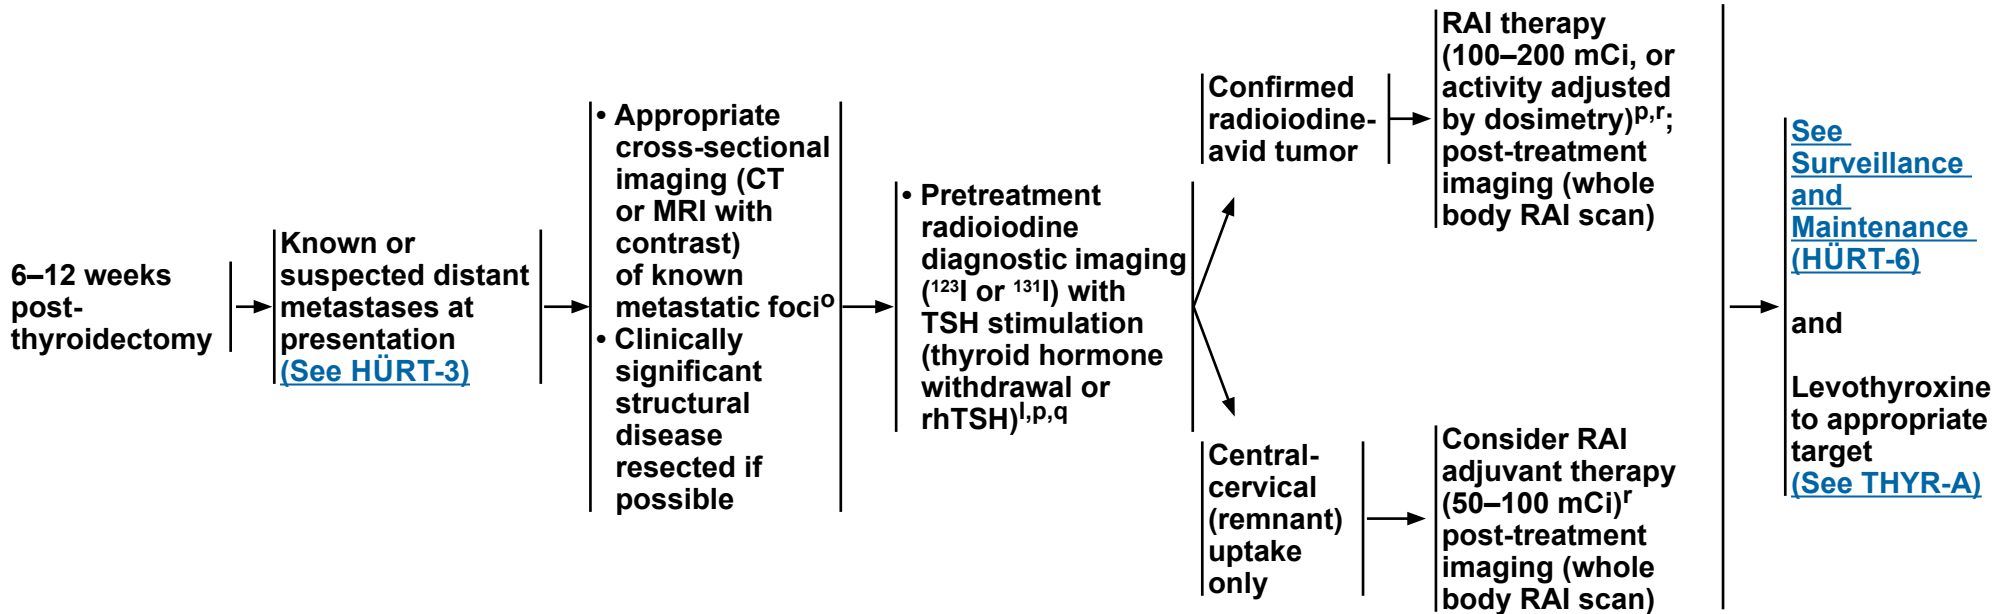 6–12 weeks
post-
thyroidectomy
Known or
suspected distant
metastases at
presentation
(See HÜRT-3)
• Appropriate
cross-sectional
imaging (CT
or MRI with
contrast)
of known
metastatic fociᵒ
• Clinically
significant
structural
disease
resected if
possible
• Pretreatment
radioiodine
diagnostic imaging
(¹²³I or ¹³¹I) with
TSH stimulation
(thyroid hormone
withdrawal or
rhTSH)l,p,q
Confirmed
radioiodine-
avid tumor
RAI therapy
(100–200 mCi, or
activity adjusted
by dosimetry)p,r;
post-treatment
imaging (whole
body RAI scan)
Central-
cervical
(remnant)
uptake
only
Consider RAI
adjuvant therapy
(50–100 mCi)r
post-treatment
imaging (whole
body RAI scan)
See
Surveillance
and
Maintenance
(HÜRT-6)
and
Levothyroxine
to appropriate
target
(See THYR-A)